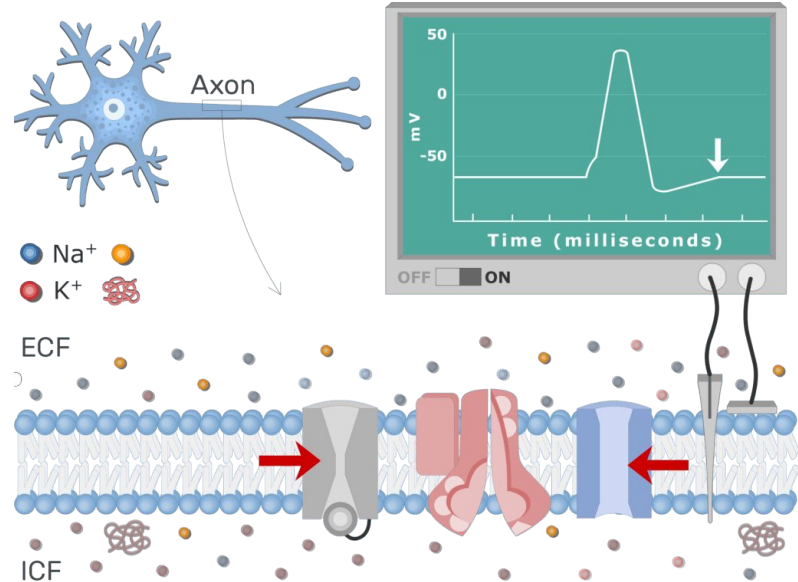 Axon
50
0
-50
mV
Time (milliseconds)
OFF ON
Na⁺
K⁺
ECF
ICF